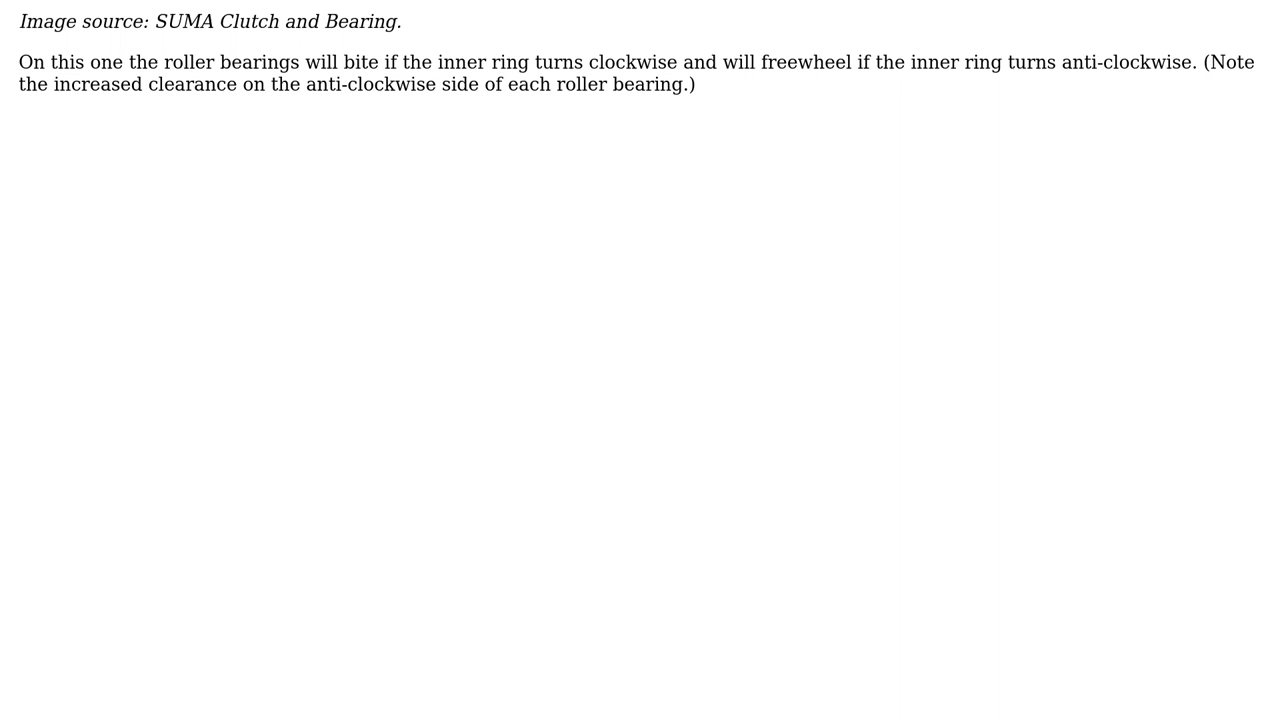 Image source: SUMA Clutch and Bearing.
On this one the roller bearings will bite if the inner ring turns clockwise and will freewheel if the inner ring turns anti-clockwise. (Note
the increased clearance on the anti-clockwise side of each roller bearing.)